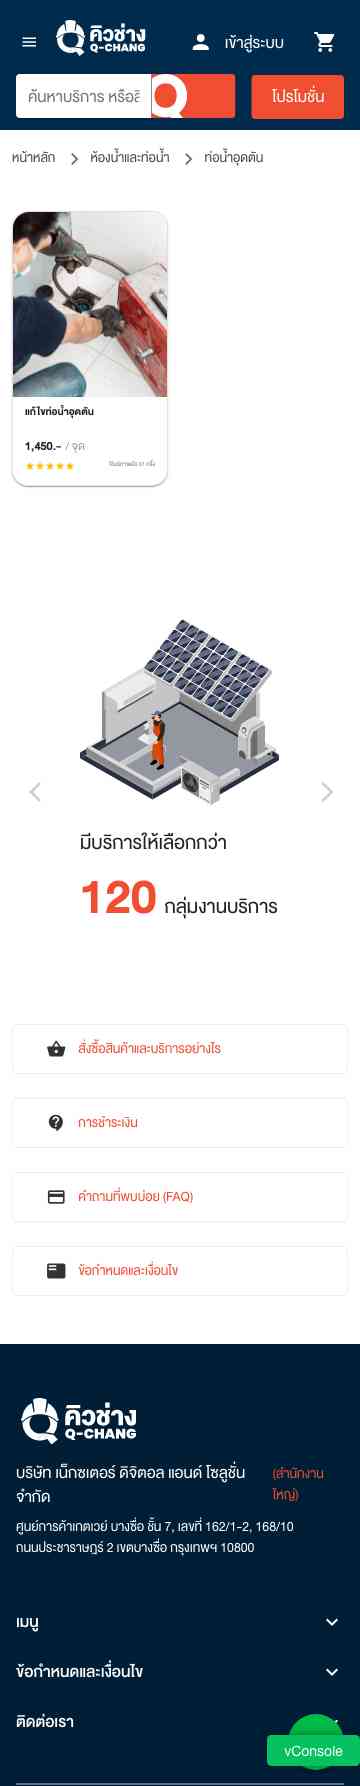 คิวช่าง
Q-CHANG
เข้าสู่ระบบ
ค้นหาบริการ หรือสิ
โปรโมชั่น
หน้าหลัก
ห้องน้ำและท่อน้ำ
ท่อน้ำอุดตัน
แก้ไขท่อน้ำอุดตัน
1,450.- / จุด
มีบริการให้เลือกกว่า
120 กลุ่มงานบริการ
สั่งซื้อสินค้าและบริการอย่างไร
การชำระเงิน
คำถามที่พบบ่อย (FAQ)
ข้อกำหนดและเงื่อนไข
คิวช่าง
Q-CHANG
บริษัท เน็กซเตอร์ ดิจิตอล แอนด์ โซลูชั่น
จำกัด
(สำนักงาน
ใหญ่)
ศูนย์การค้าเกตเวย์ บางซื่อ ชั้น 7, เลขที่ 162/1-2, 168/10
ถนนประชาราษฎร์ 2 เขตบางซื่อ กรุงเทพฯ 10800
เมนู
ข้อกำหนดและเงื่อนไข
ติดต่อเรา
vConsole